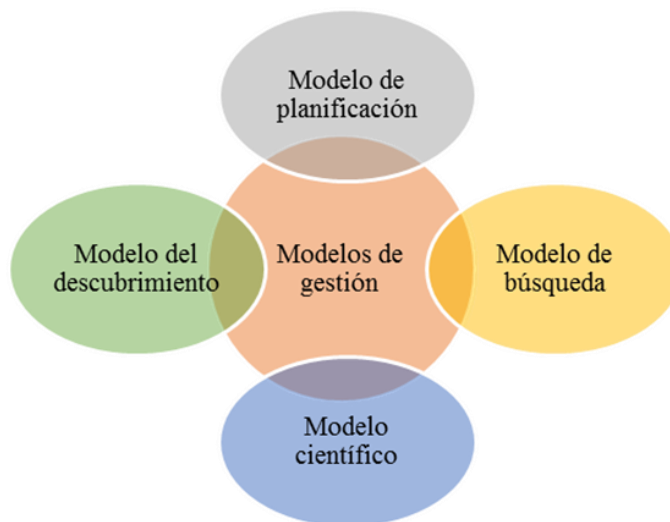 Modelo de
planificación
Modelo del
descubrimiento
Modelos de
gestión
Modelo de
búsqueda
Modelo
científico